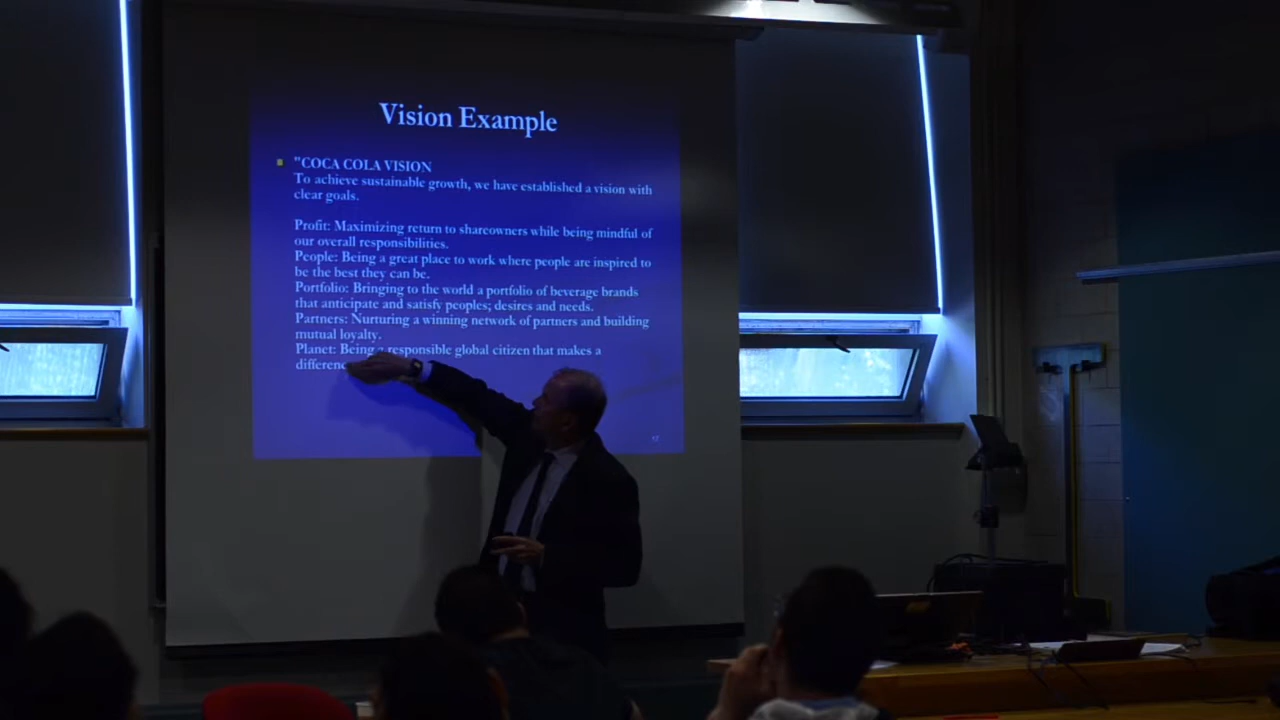 Vision Example
"COCA COLA VISION
To achieve sustainable growth, we have established a vision with
clear goals.
Profit: Maximizing return to shareowners while being mindful of
our overall responsibilities.
People: Being a great place to work where people are inspired to
be the best they can be.
Portfolio: Bringing to the world a portfolio of beverage brands
that anticipate and satisfy peoples; desires and needs.
Partners: Nurturing a winning network of partners and building
mutual loyalty.
Planet: Being a responsible global citizen that makes a
differenc